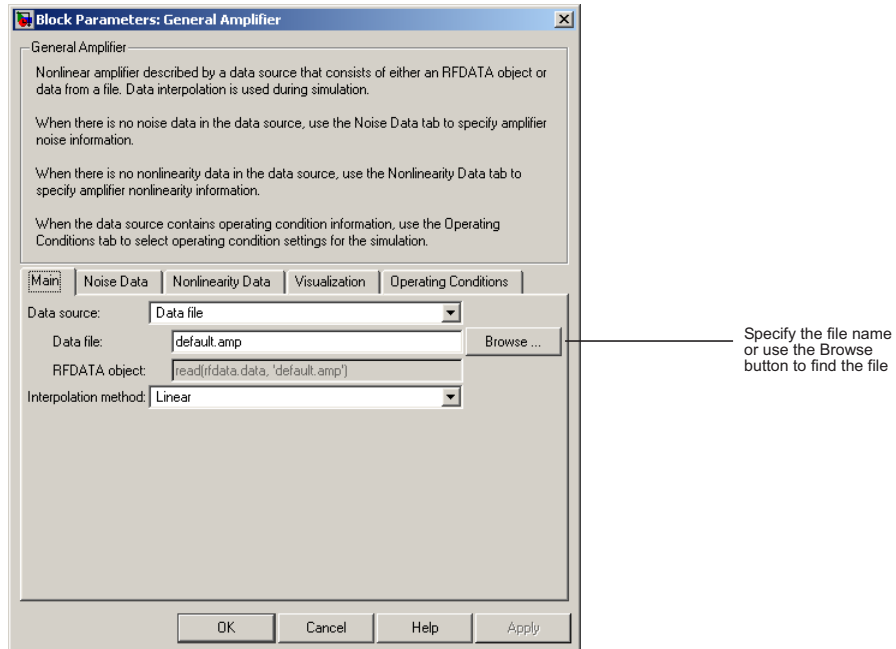 Block Parameters: General Amplifier
General Amplifier
Nonlinear amplifier described by a data source that consists of either an RFDATA object or
data from a file. Data interpolation is used during simulation.
When there is no noise data in the data source, use the Noise Data tab to specify amplifier
noise information.
When there is no nonlinearity data in the data source, use the Nonlinearity Data tab to
specify amplifier nonlinearity information.
When the data source contains operating condition information, use the Operating
Conditions tab to select operating condition settings for the simulation.
Main Noise Data Nonlinearity Data Visualization Operating Conditions
Data source: Data file
Data file: default.amp Browse ...
RFDATA object: read(rfdata.data, 'default.amp')
Interpolation method: Linear
Specify the file name
or use the Browse
button to find the file
OK Cancel Help Apply